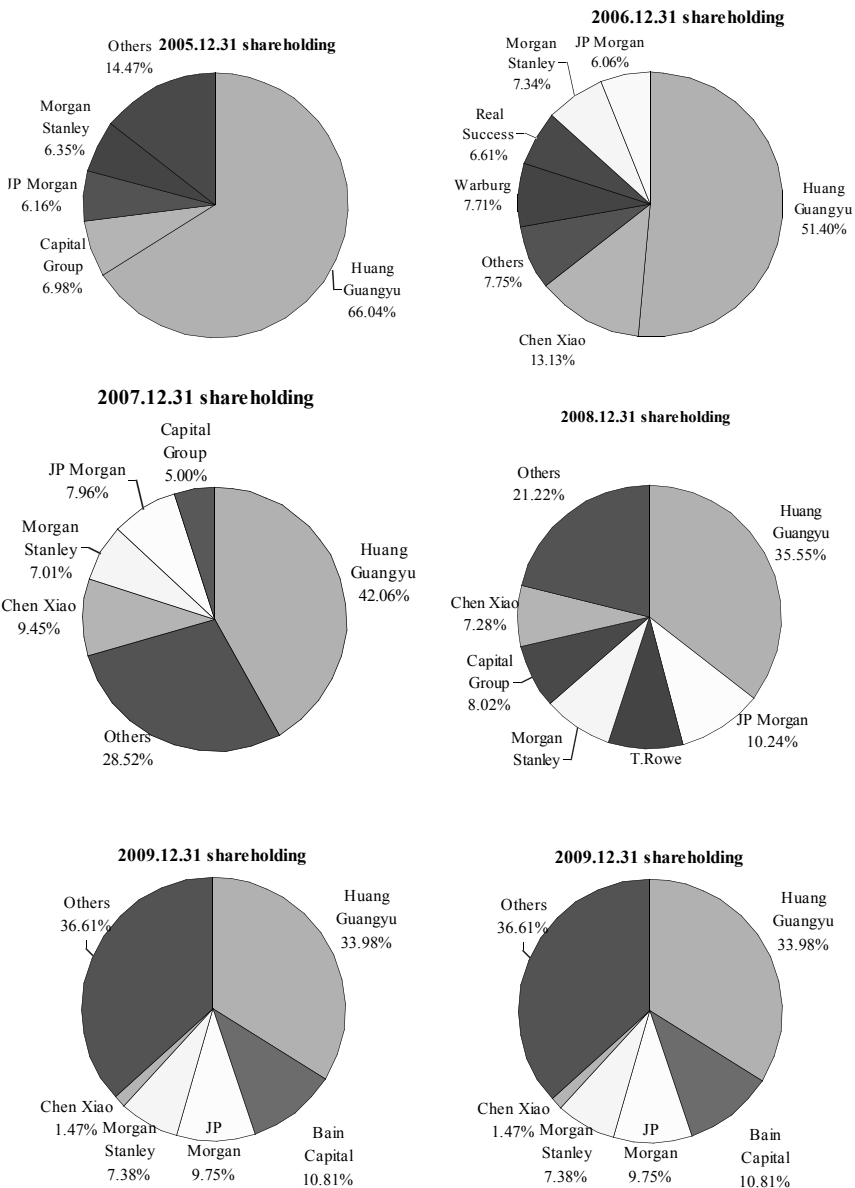 2005.12.31 shareholding
Others
14.47%
Morgan
Stanley
6.35%
JP Morgan
6.16%
Capital
Group
6.98%
Huang
Guangyu
66.04%
2006.12.31 shareholding
Morgan
Stanley
7.34%
JP Morgan
6.06%
Real
Success
6.61%
Warburg
7.71%
Others
7.75%
Chen Xiao
13.13%
Huang
Guangyu
51.40%
2007.12.31 shareholding
Capital
Group
5.00%
JP Morgan
7.96%
Morgan
Stanley
7.01%
Chen Xiao
9.45%
Others
28.52%
Huang
Guangyu
42.06%
2008.12.31 shareholding
Others
21.22%
Huang
Guangyu
35.55%
Chen Xiao
7.28%
Capital
Group
8.02%
Morgan
Stanley
T.Rowe
JP Morgan
10.24%
2009.12.31 shareholding
Others
36.61%
Huang
Guangyu
33.98%
Chen Xiao
1.47%
Morgan
Stanley
7.38%
JP
Morgan
9.75%
Bain
Capital
10.81%
2009.12.31 shareholding
Others
36.61%
Huang
Guangyu
33.98%
Chen Xiao
1.47%
Morgan
Stanley
7.38%
JP
Morgan
9.75%
Bain
Capital
10.81%